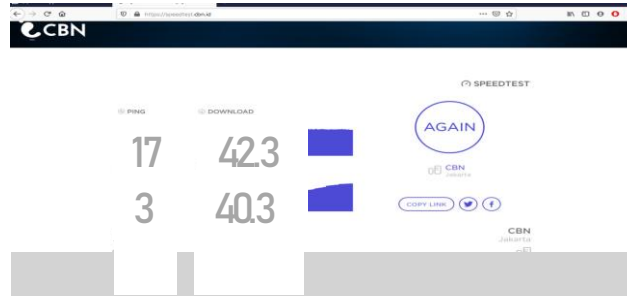 https://speedtest.cbn.id
CBN
SPEEDTEST
PING DOWNLOAD
AGAIN
17 42.3
CBN
Jakarta
3 40.3
COPY LINK
CBN
Jakarta